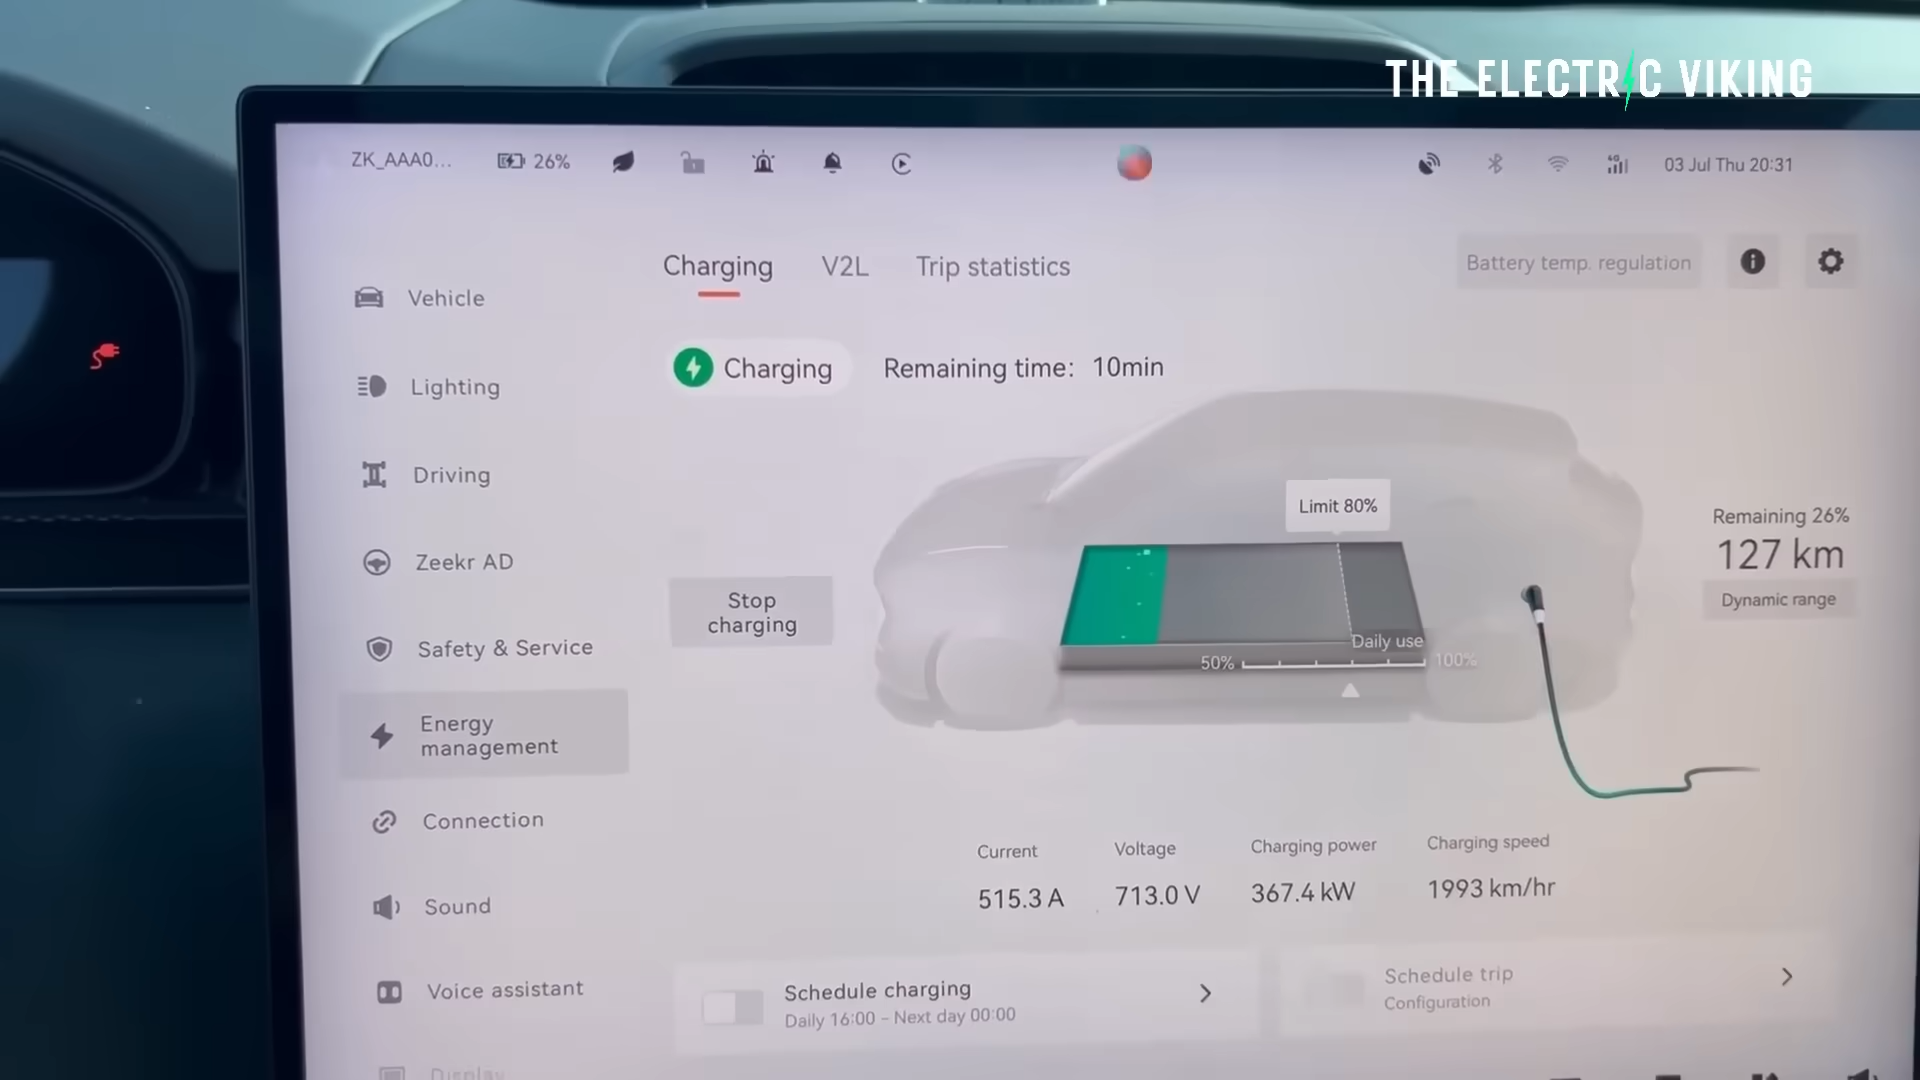 THE ELECTRIC VIKING
ZK_AAA0...
26%
4G
03 Jul Thu 20:31
Charging
V2L
Trip statistics
Battery temp. regulation
Vehicle
Lighting
Driving
Zeekr AD
Safety & Service
Energy
management
Connection
Sound
Voice assistant
Display
Charging
Remaining time: 10min
Limit 80%
Stop
charging
Daily use
50%
100%
Remaining 26%
127 km
Dynamic range
Current
Voltage
Charging power
Charging speed
515.3 A
713.0 V
367.4 kW
1993 km/hr
Schedule charging
Daily 16:00 - Next day 00:00
Schedule trip
Configuration